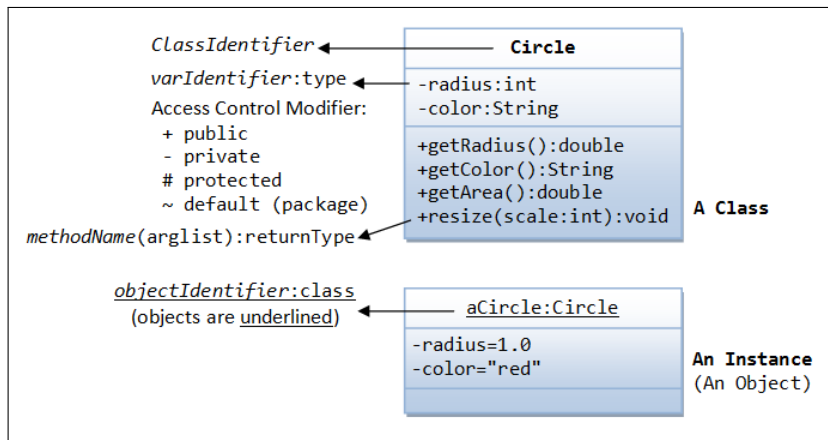 ClassIdentifier
Circle
varIdentifier:type
-radius:int
-color:String
Access Control Modifier:
+ public
- private
# protected
~ default (package)
+getRadius():double
+getColor():String
+getArea():double
+resize(scale:int):void
A Class
methodName(arglist):returnType
objectIdentifier:class
(objects are underlined)
aCircle:Circle
-radius=1.0
-color="red"
An Instance
(An Object)